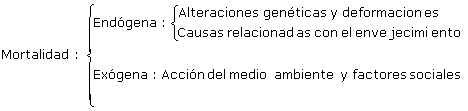 Endógena : Alteraciones genéticas y deformaciones
Causas relacionadas con el envejecimiento
Mortalidad :
Exógena : Acción del medio ambiente y factores sociales